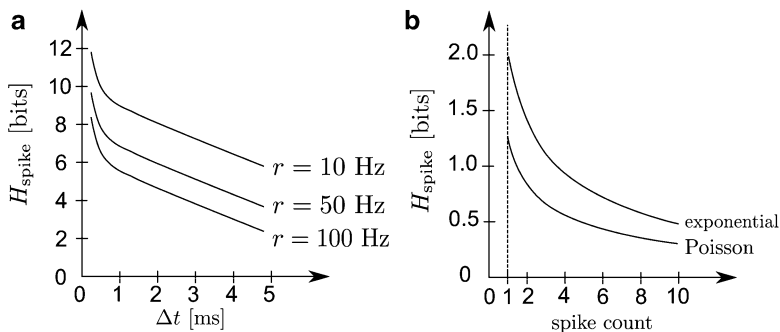 a
12
10
8
6
4
2
0
H_spike [bits]
r = 10 Hz
r = 50 Hz
r = 100 Hz
0 1 2 3 4 5
Δt [ms]
b
2.0
1.5
1.0
0.5
0
H_spike [bits]
exponential
Poisson
0 1 2 4 6 8 10
spike count